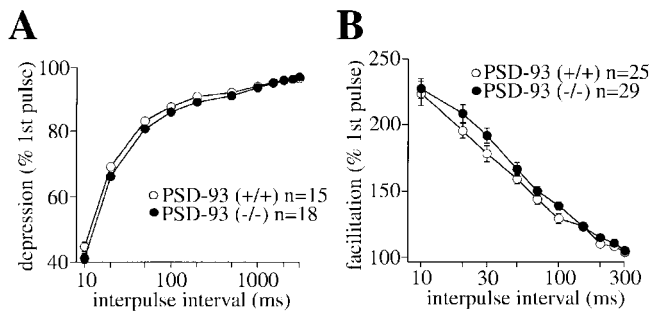 A
depression (% 1st pulse)
100
80
60
40
PSD-93 (+/+) n=15
PSD-93 (-/-) n=18
10
100
1000
interpulse interval (ms)
B
facilitation (% 1st pulse)
250
200
150
100
PSD-93 (+/+) n=25
PSD-93 (-/-) n=29
10
30
100
300
interpulse interval (ms)